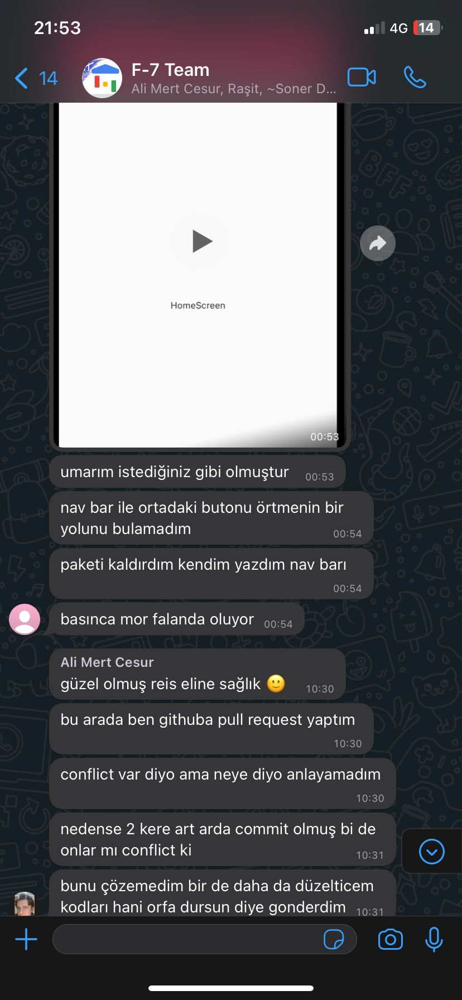 21:53
4G
14
14
F-7 Team
Ali Mert Cesur, Raşit, ~Soner D...
HomeScreen
00:53
umarım istediğiniz gibi olmuştur
00:53
nav bar ile ortadaki butonu örtmenin bir
yolunu bulamadım
00:54
paketi kaldırdım kendim yazdım nav barı
00:54
basınca mor falanda oluyor
00:54
Ali Mert Cesur
güzel olmuş reis eline sağlık 🙂
10:30
bu arada ben githuba pull request yaptım
10:30
conflict var diyo ama neye diyo anlayamadım
10:30
nedense 2 kere art arda commit olmuş bi de
onlar mı conflict ki
10:31
bunu çözemedim bir de daha da düzelticem
kodları hani orfa dursun diye gonderdim
10:31